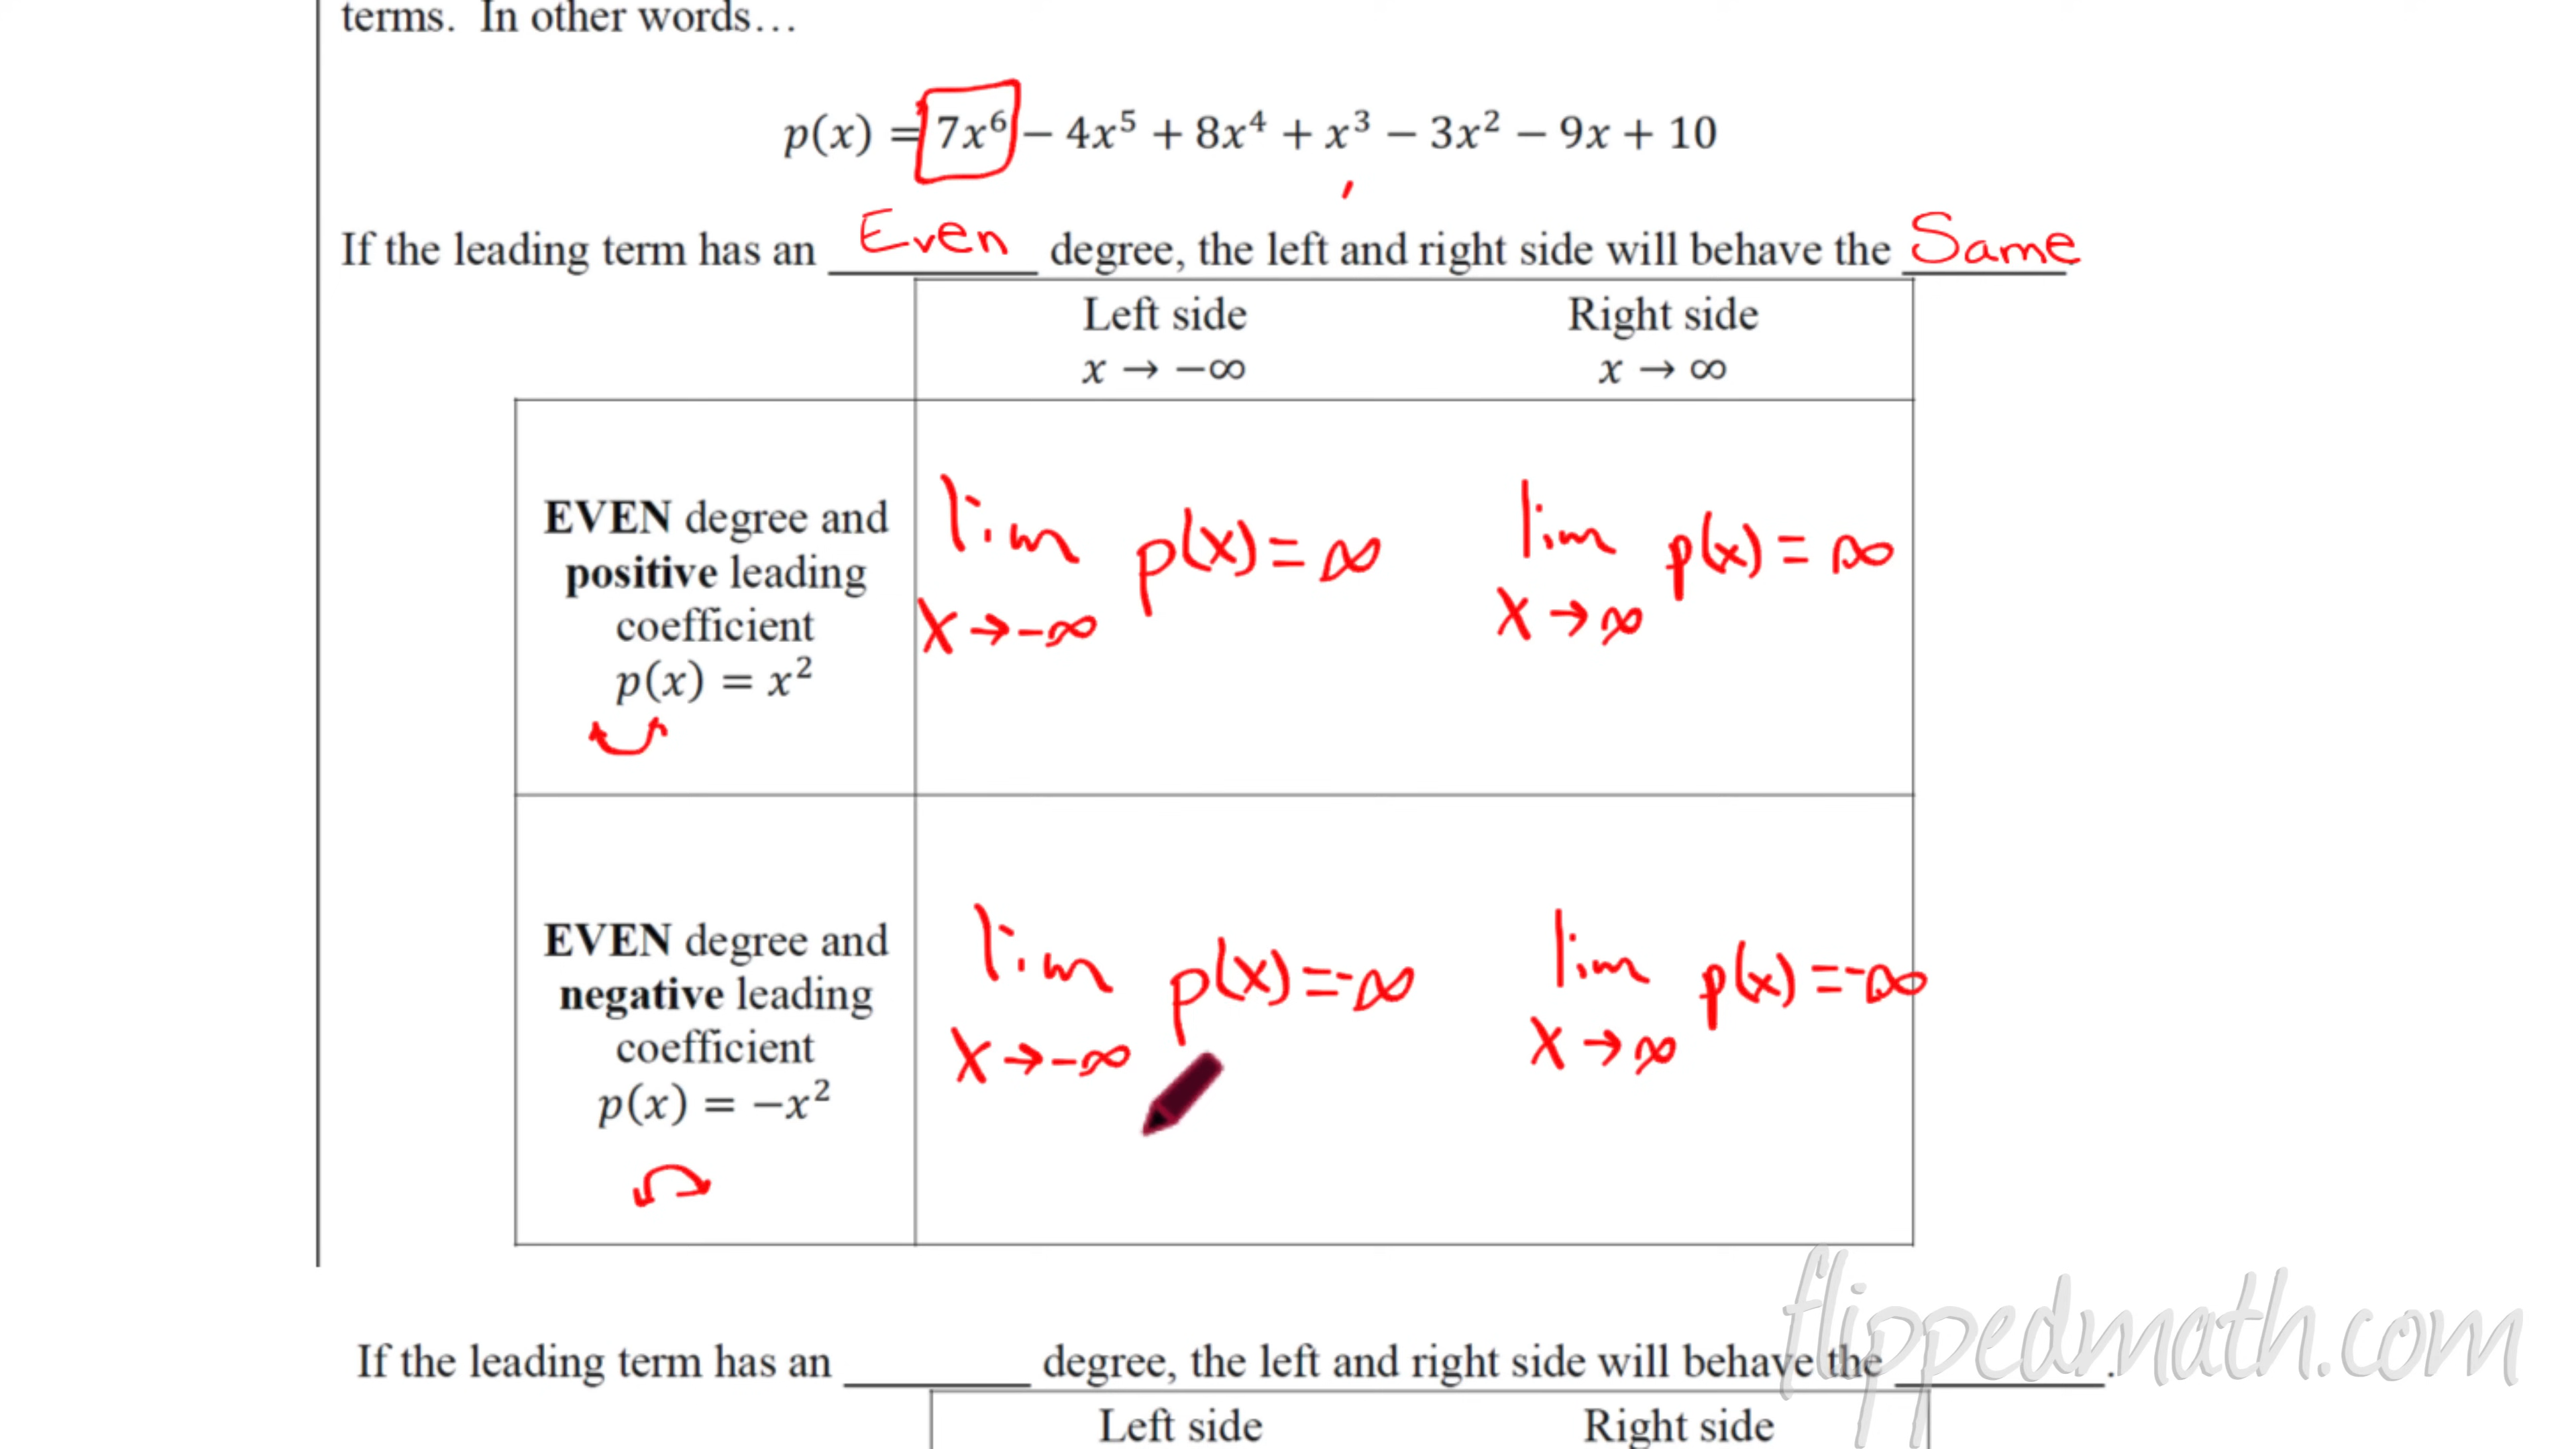 terms. In other words…
p(x) = 7x⁶ − 4x⁵ + 8x⁴ + x³ − 3x² − 9x + 10
If the leading term has an Even degree, the left and right side will behave the Same
Left side Right side
x → −∞ x → ∞
EVEN degree and
positive leading
coefficient
p(x) = x²
lim p(x) = ∞
x → -∞
lim p(x) = ∞
x → ∞
EVEN degree and
negative leading
coefficient
p(x) = −x²
lim p(x) = -∞
x → -∞
lim p(x) = -∞
x → ∞
flippedmath.com
If the leading term has an ________ degree, the left and right side will behave the ________.
Left side Right side